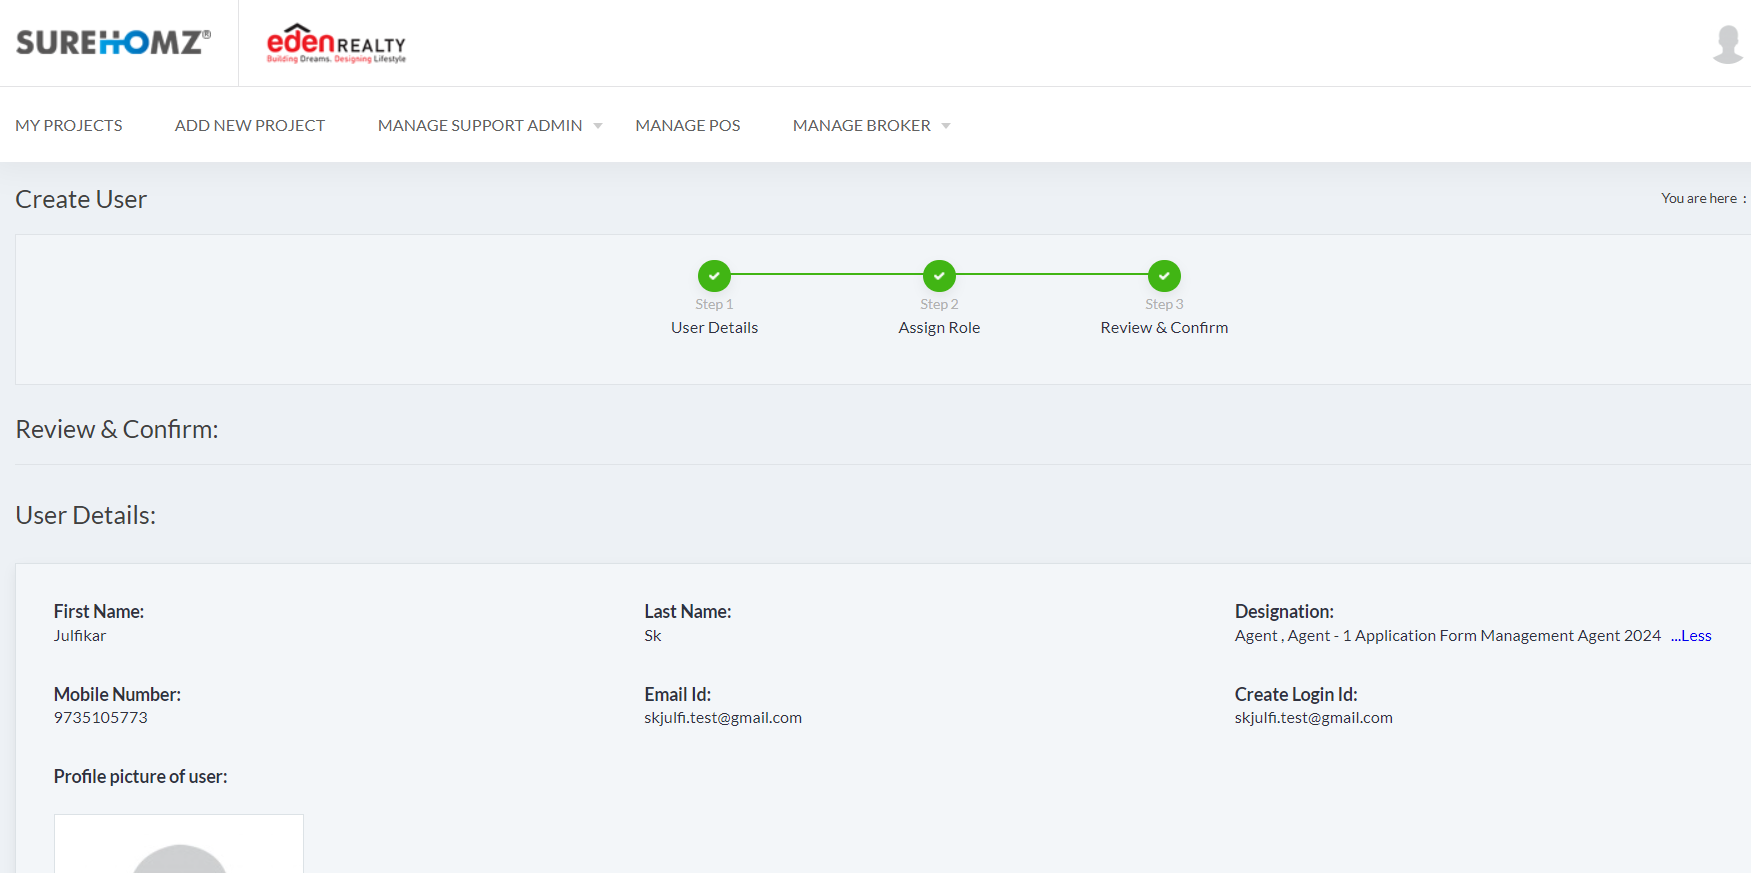 SUREHOMZ®
eden REALTY
Building Dreams. Designing Lifestyle
MY PROJECTS
ADD NEW PROJECT
MANAGE SUPPORT ADMIN
MANAGE POS
MANAGE BROKER
Create User
You are here :
Step 1
Step 2
Step 3
User Details
Assign Role
Review & Confirm
Review & Confirm:
User Details:
First Name:
Julfikar
Last Name:
Sk
Designation:
Agent , Agent - 1 Application Form Management Agent 2024 ...Less
Mobile Number:
9735105773
Email Id:
skjulfi.test@gmail.com
Create Login Id:
skjulfi.test@gmail.com
Profile picture of user: